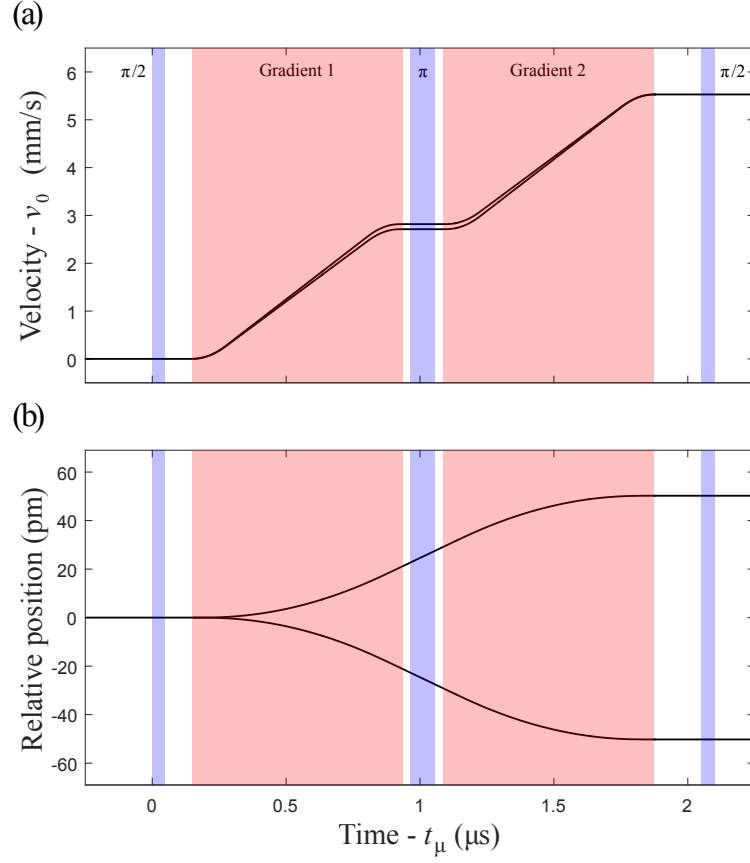 (a)
π/2 Gradient 1 π Gradient 2 π/2
6
5
4
3
2
1
0
Velocity - v₀ (mm/s)
(b)
60
40
20
0
-20
-40
-60
Relative position (pm)
0 0.5 1 1.5 2
Time - t_μ (μs)